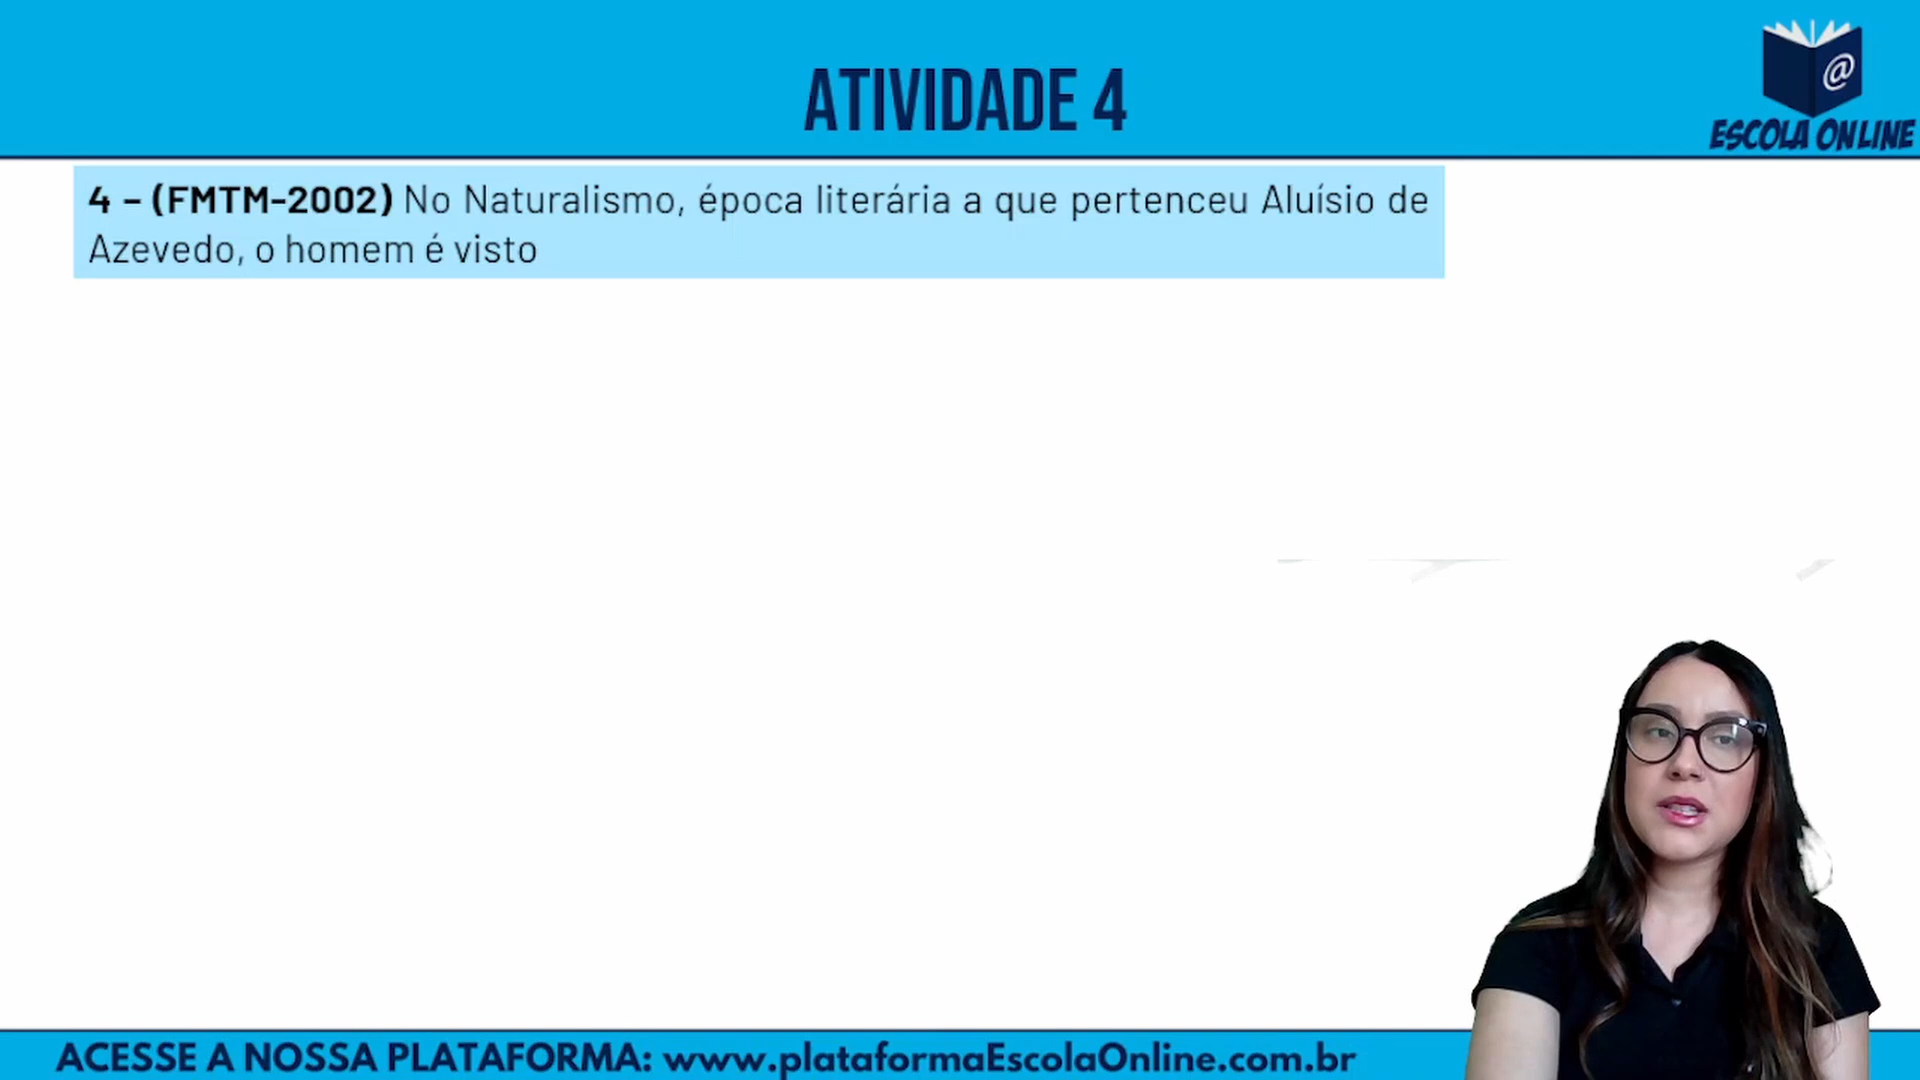 ATIVIDADE 4
@
ESCOLA ONLINE
4 – (FMTM-2002) No Naturalismo, época literária a que pertenceu Aluísio de
Azevedo, o homem é visto
ACESSE A NOSSA PLATAFORMA: www.plataformaEscolaOnline.com.br